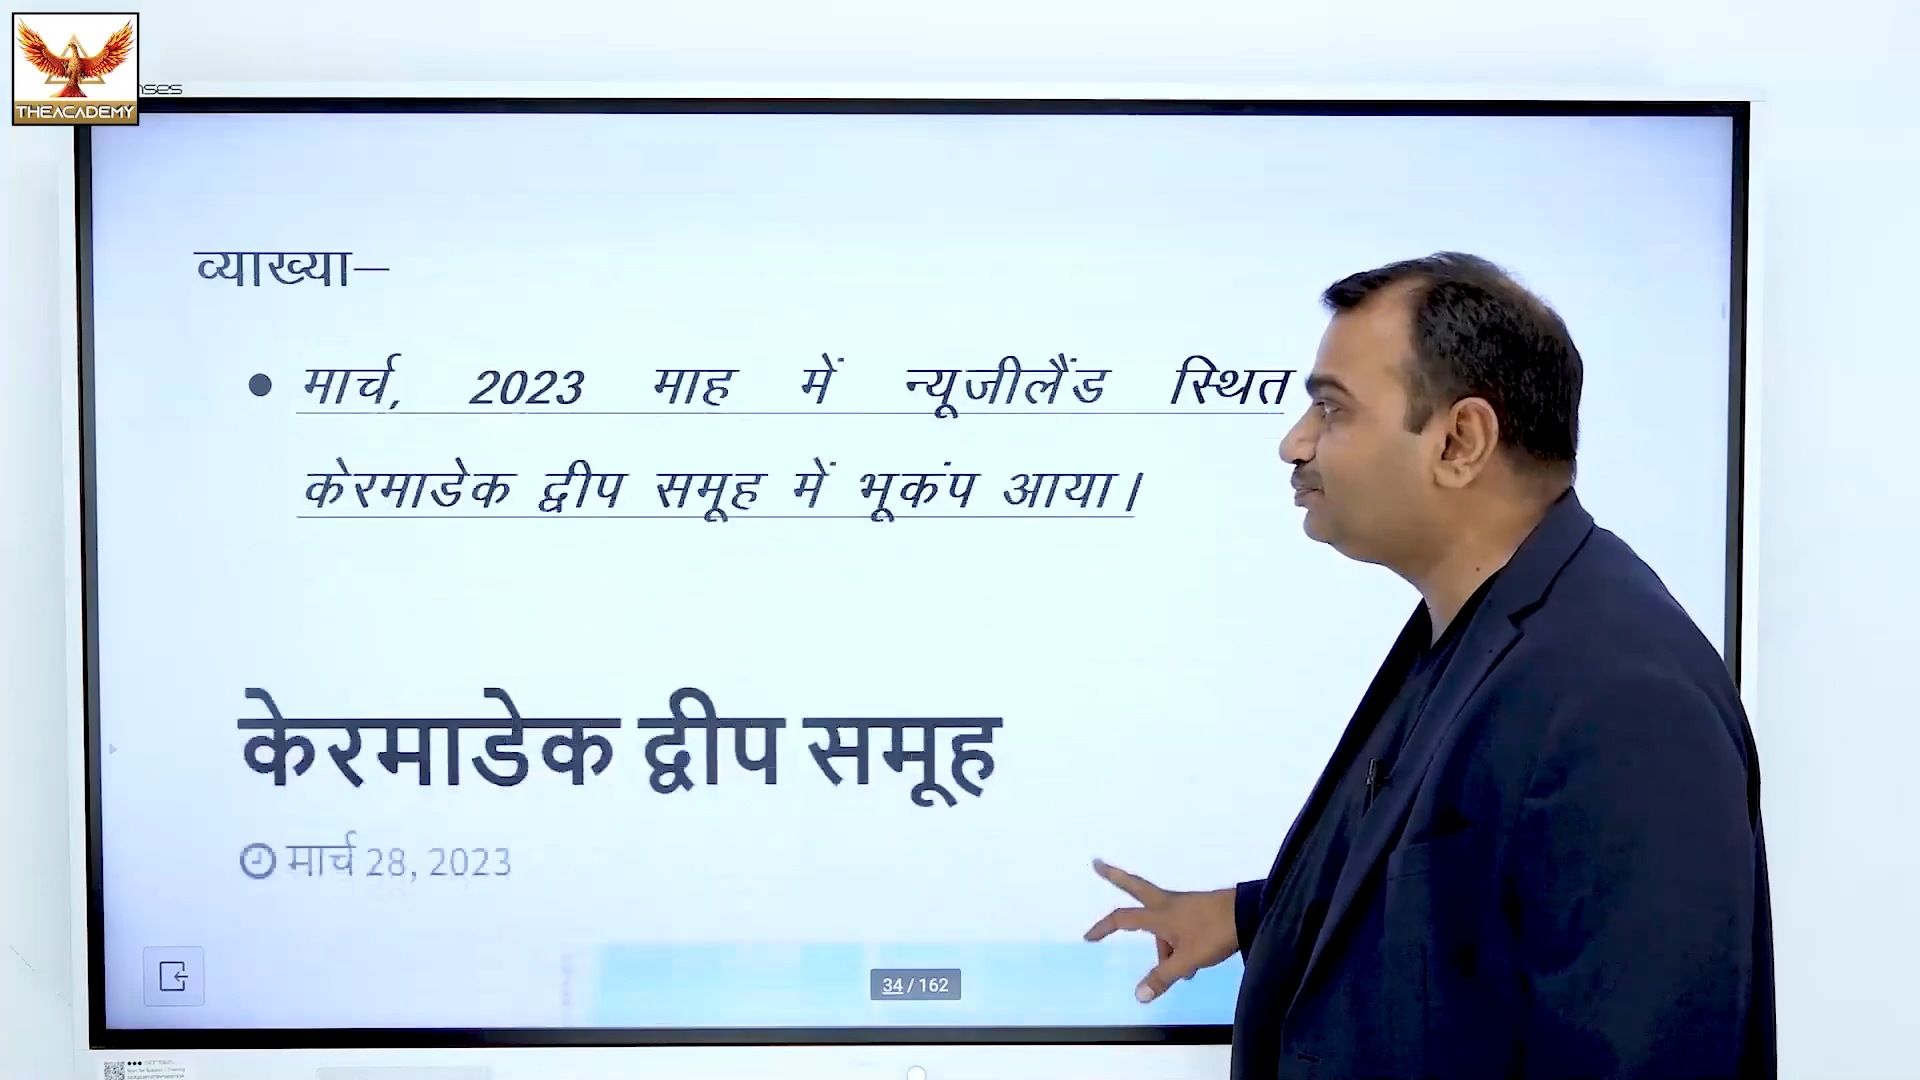 THEACADEMY
व्याख्या—
● मार्च, 2023 माह में न्यूजीलैंड स्थित
केरमाडेक द्वीप समूह में भूकंप आया।
केरमाडेक द्वीप समूह
मार्च 28, 2023
34 / 162